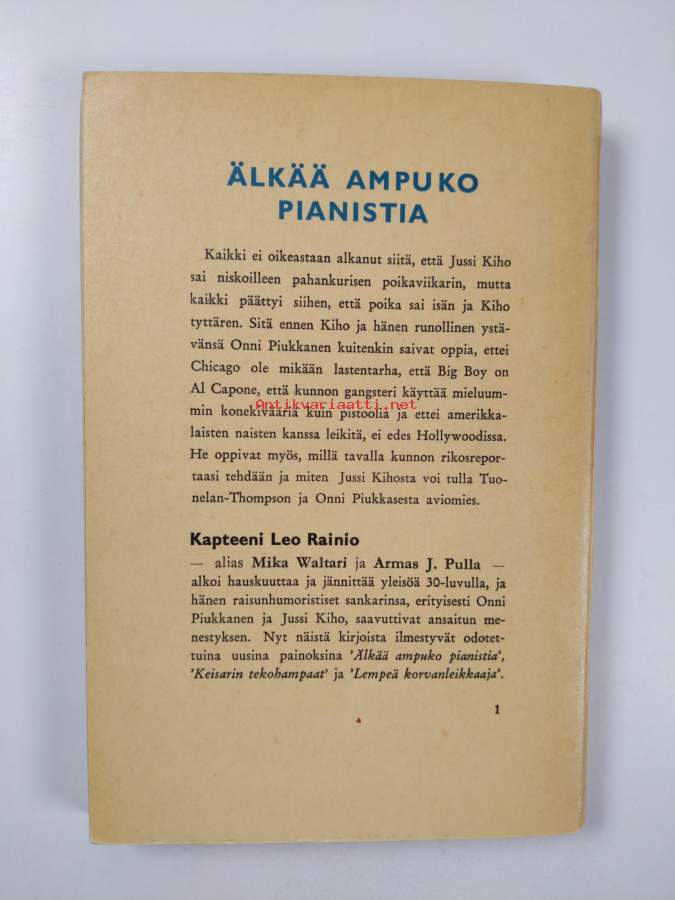 ÄLKÄÄ AMPUKO
PIANISTIA
Kaikki ei oikeastaan alkanut siitä, että Jussi Kiho
sai niskoilleen pahankurisen poikaviikarin, mutta
kaikki päättyi siihen, että poika sai isän ja Kiho
tyttären. Sitä ennen Kiho ja hänen runollinen ystä-
vänsä Onni Piukkanen kuitenkin saivat oppia, ettei
Chicago ole mikään lastentarha, että Big Boy on
Al Capone, että kunnon gangsteri käyttää mieluum-
Antikvariaatti.net
min konekivääriä kuin pistoolia ja ettei amerikka-
laisten naisten kanssa leikitä, ei edes Hollywoodissa.
He oppivat myös, millä tavalla kunnon rikosrepor-
taasi tehdään ja miten Jussi Kihosta voi tulla Tuo-
nelan-Thompson ja Onni Piukkasesta aviomies.
Kapteeni Leo Rainio
— alias Mika Waltari ja Armas J. Pulla —
alkoi hauskuuttaa ja jännittää yleisöä 30-luvulla, ja
hänen raisunhumoristiset sankarinsa, erityisesti Onni
Piukkanen ja Jussi Kiho, saavuttivat ansaitun me-
nestyksen. Nyt näistä kirjoista ilmestyvät odotet-
tuina uusina painoksina 'Älkää ampuko pianistia',
'Keisarin tekohampaat' ja 'Lempeä korvanleikkaaja'.
1